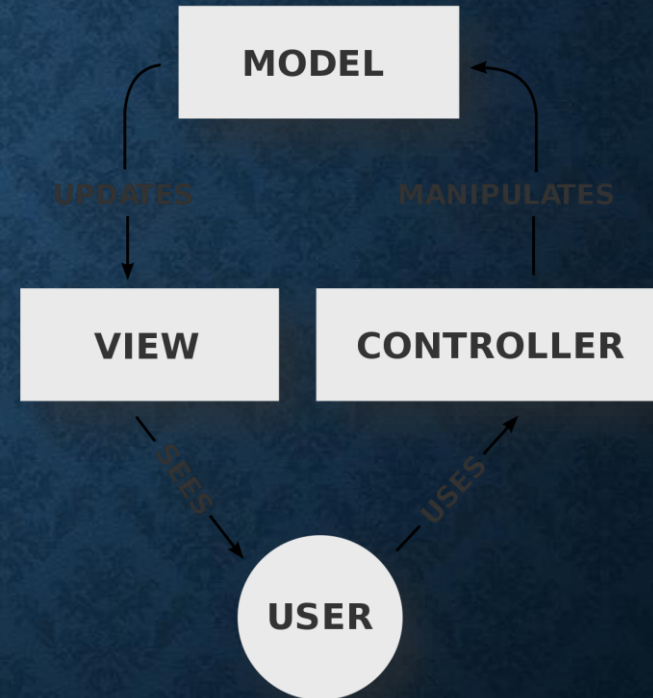 MODEL
UPDATES
MANIPULATES
VIEW
CONTROLLER
SEES
USES
USER